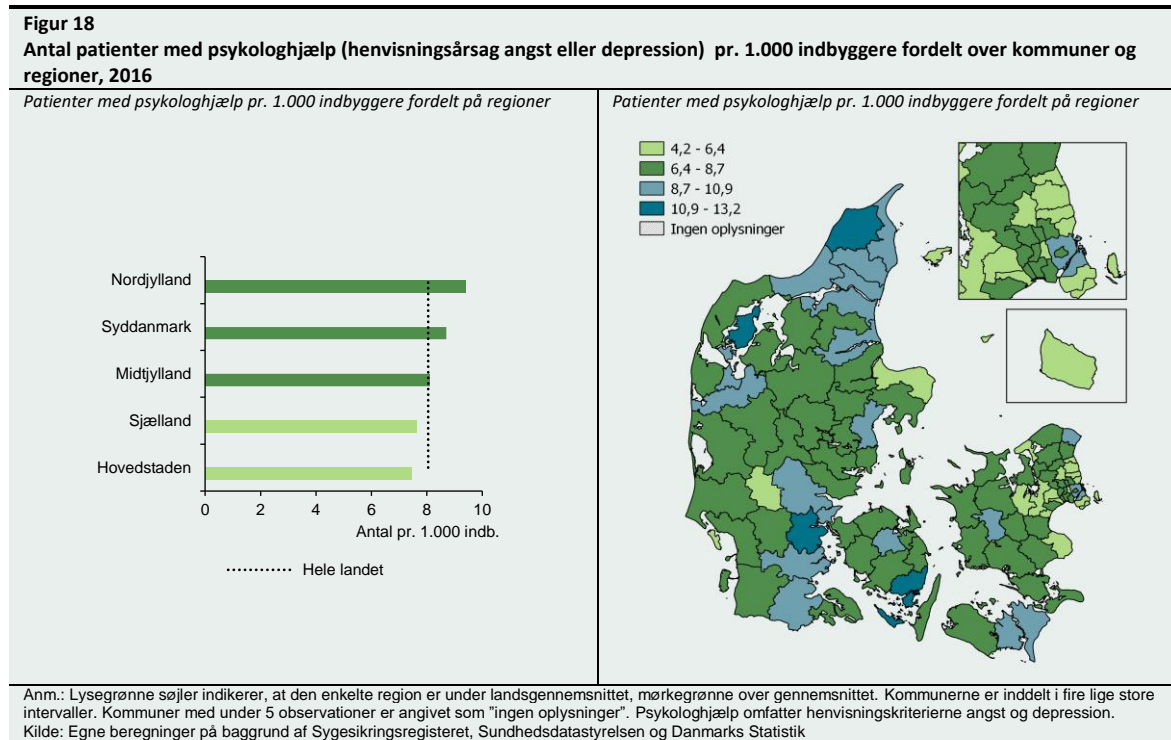 Figur 18
Antal patienter med psykologhjælp (henvisningsårsag angst eller depression) pr. 1.000 indbyggere fordelt over kommuner og
regioner, 2016
Patienter med psykologhjælp pr. 1.000 indbyggere fordelt på regioner
Nordjylland
Syddanmark
Midtjylland
Sjælland
Hovedstaden
0 2 4 6 8 10
Antal pr. 1.000 indb.
Hele landet
Patienter med psykologhjælp pr. 1.000 indbyggere fordelt på regioner
4,2 - 6,4
6,4 - 8,7
8,7 - 10,9
10,9 - 13,2
Ingen oplysninger
Anm.: Lysegrønne søjler indikerer, at den enkelte region er under landsgennemsnittet, mørkegrønne over gennemsnittet. Kommunerne er inddelt i fire lige store
intervaller. Kommuner med under 5 observationer er angivet som ”ingen oplysninger”. Psykologhjælp omfatter henvisningskriterierne angst og depression.
Kilde: Egne beregninger på baggrund af Sygesikringsregisteret, Sundhedsdatastyrelsen og Danmarks Statistik